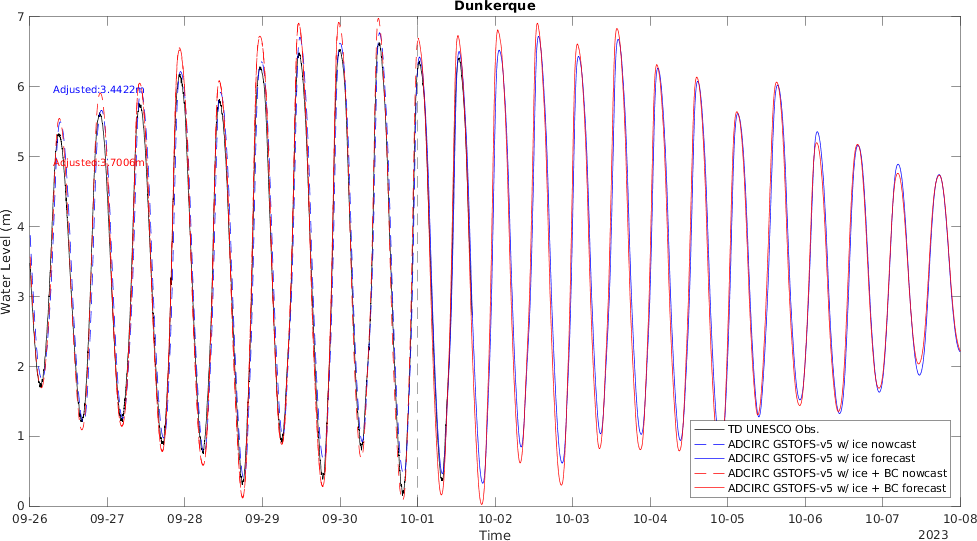 Dunkerque
Water Level (m)
7
6
5
4
3
2
1
0
Adjusted:3.4422m
Adjusted:3.7006m
TD UNESCO Obs.
ADCIRC GSTOFS-v5 w/ ice nowcast
ADCIRC GSTOFS-v5 w/ ice forecast
ADCIRC GSTOFS-v5 w/ ice + BC nowcast
ADCIRC GSTOFS-v5 w/ ice + BC forecast
09-26 09-27 09-28 09-29 09-30 10-01 10-02 10-03 10-04 10-05 10-06 10-07 10-08
Time
2023